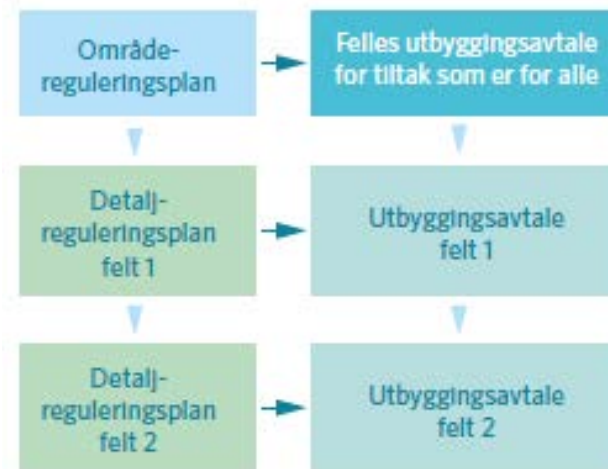 Område-
reguleringsplan
Felles utbyggingsavtale
for tiltak som er for alle
Detalj-
reguleringsplan
felt 1
Utbyggingsavtale
felt 1
Detalj-
reguleringsplan
felt 2
Utbyggingsavtale
felt 2